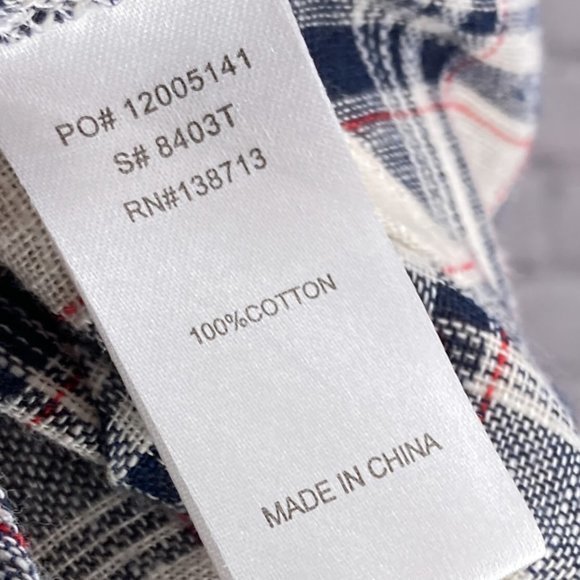 PO# 12005141
S# 8403T
RN#138713
100%COTTON
MADE IN CHINA